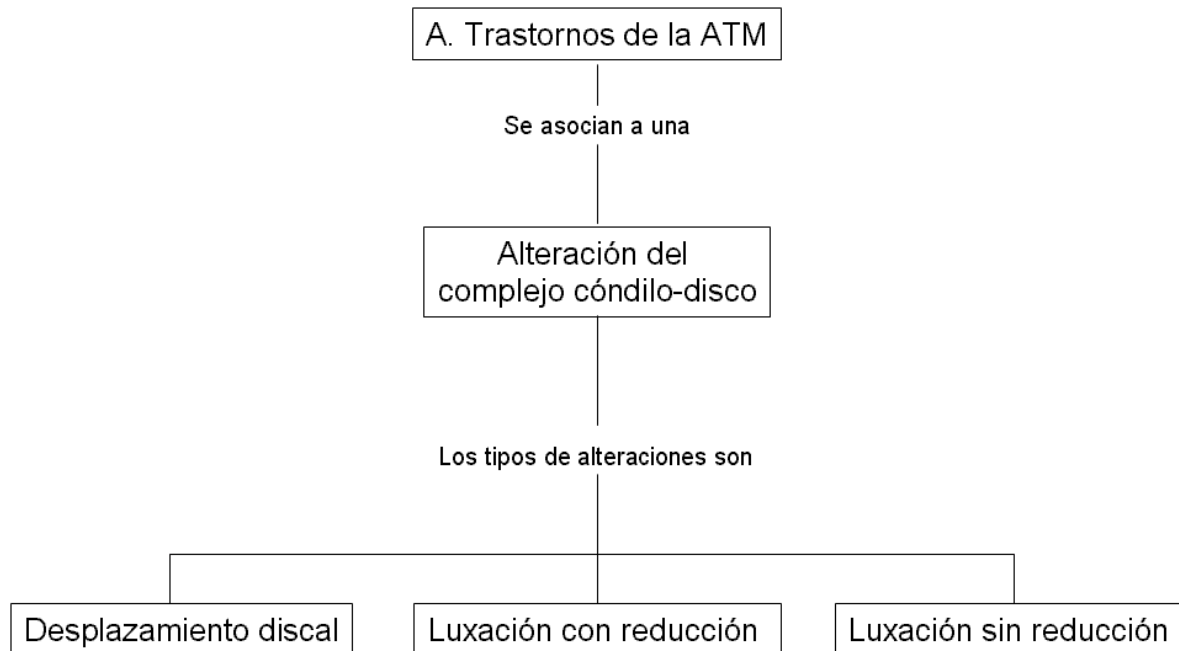 A. Trastornos de la ATM
Se asocian a una
Alteración del
complejo cóndilo-disco
Los tipos de alteraciones son
Desplazamiento discal
Luxación con reducción
Luxación sin reducción